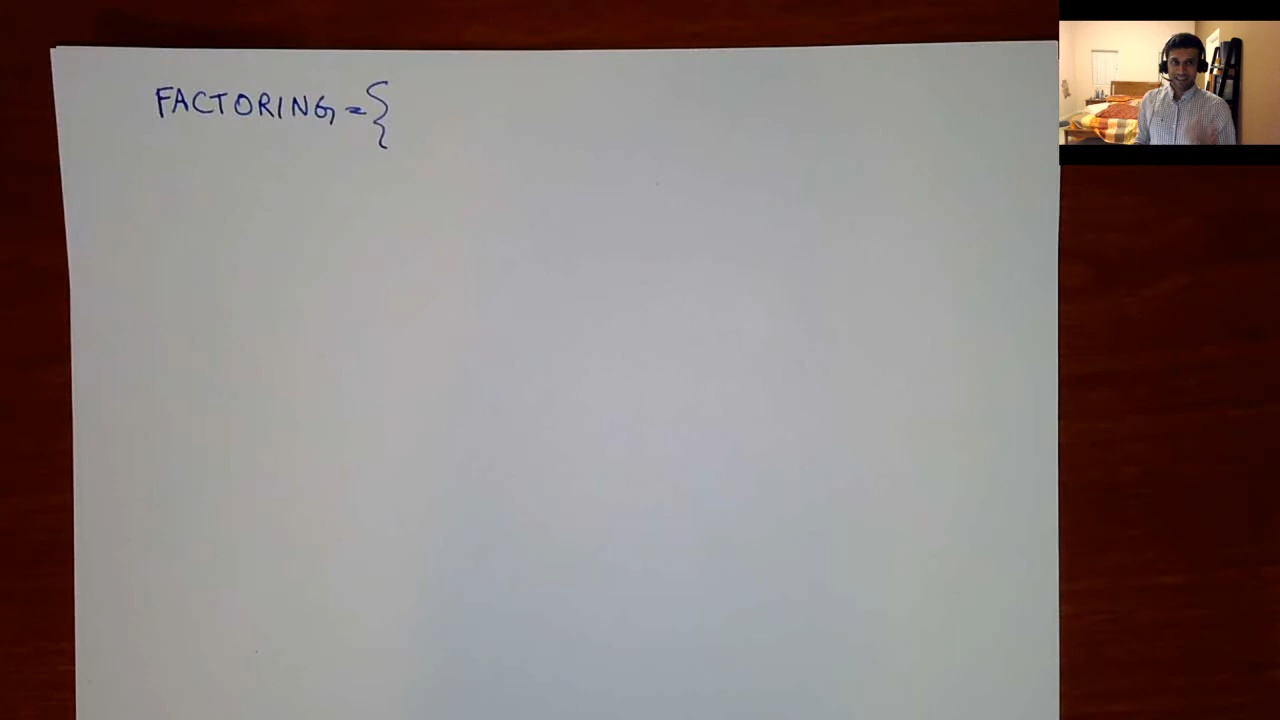 FACTORING = {